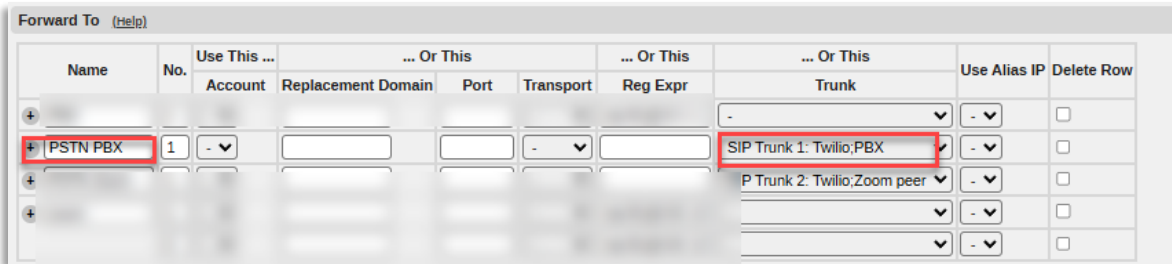 Forward To (Help)
Name No. Use This ... ... Or This ... Or This ... Or This Use Alias IP Delete Row
Account Replacement Domain Port Transport Reg Expr Trunk
+ - -
+ PSTN PBX 1 - - SIP Trunk 1: Twilio;PBX -
+ P Trunk 2: Twilio;Zoom peer -
+ -
-